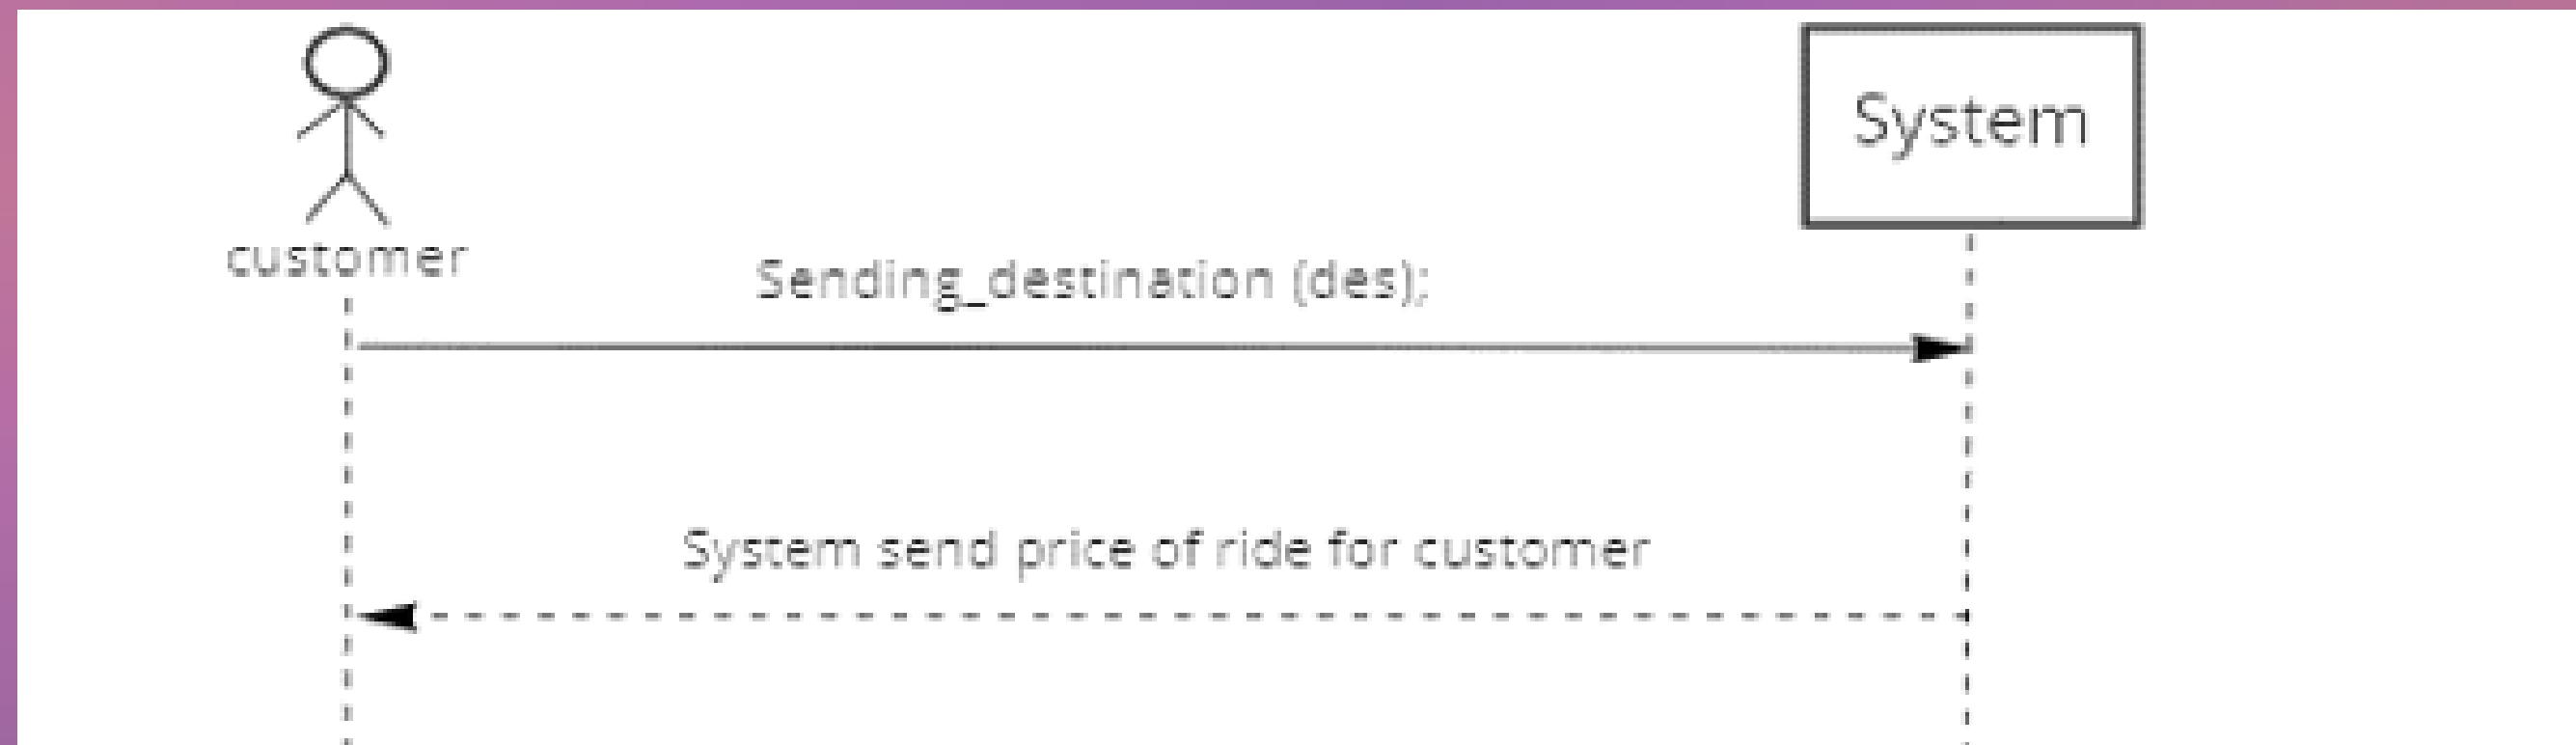 System
customer
Sending_destination (des);
System send price of ride for customer